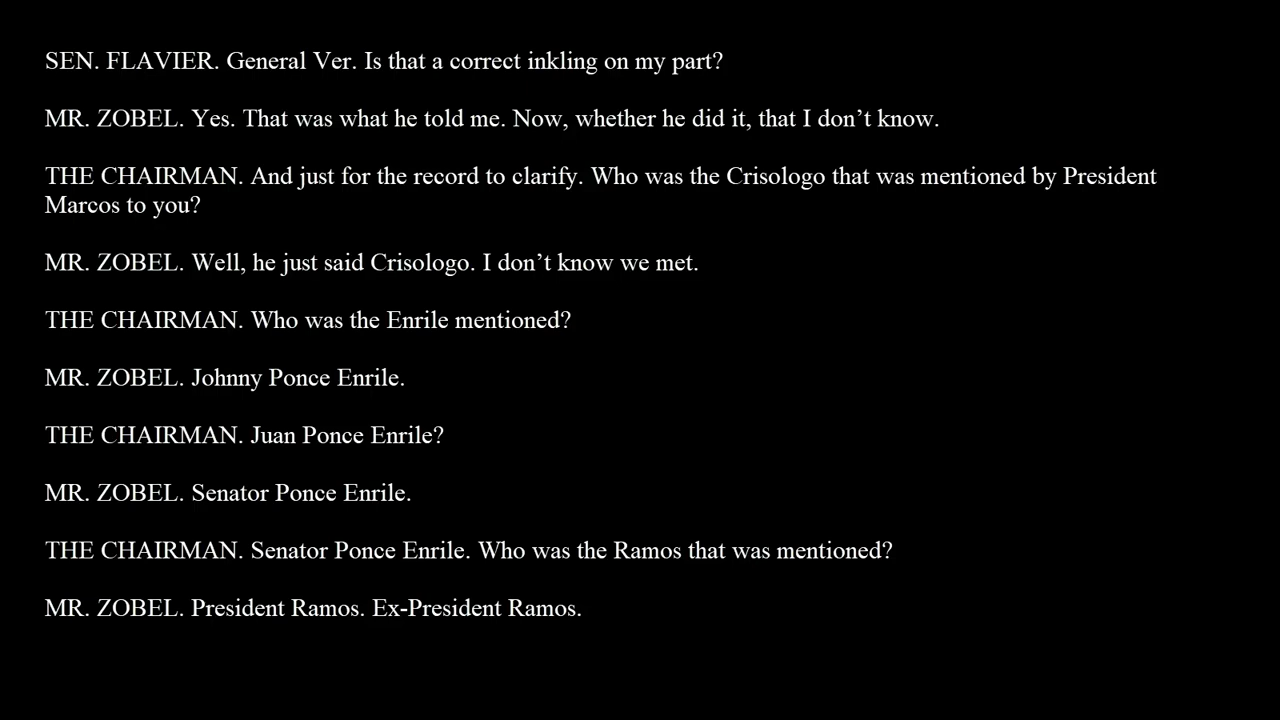 SEN. FLAVIER. General Ver. Is that a correct inkling on my part?
MR. ZOBEL. Yes. That was what he told me. Now, whether he did it, that I don’t know.
THE CHAIRMAN. And just for the record to clarify. Who was the Crisologo that was mentioned by President
Marcos to you?
MR. ZOBEL. Well, he just said Crisologo. I don’t know we met.
THE CHAIRMAN. Who was the Enrile mentioned?
MR. ZOBEL. Johnny Ponce Enrile.
THE CHAIRMAN. Juan Ponce Enrile?
MR. ZOBEL. Senator Ponce Enrile.
THE CHAIRMAN. Senator Ponce Enrile. Who was the Ramos that was mentioned?
MR. ZOBEL. President Ramos. Ex-President Ramos.